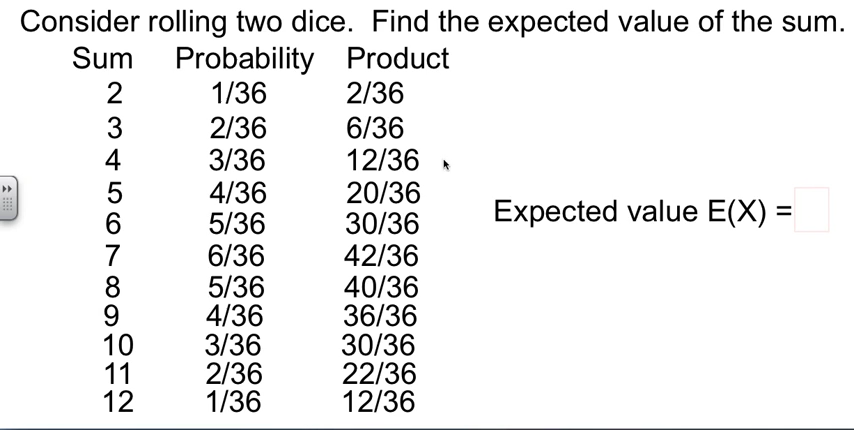 Consider rolling two dice. Find the expected value of the sum.
Sum Probability Product
2 1/36 2/36
3 2/36 6/36
4 3/36 12/36
5 4/36 20/36
6 5/36 30/36
Expected value E(X) =
7 6/36 42/36
8 5/36 40/36
9 4/36 36/36
10 3/36 30/36
11 2/36 22/36
12 1/36 12/36